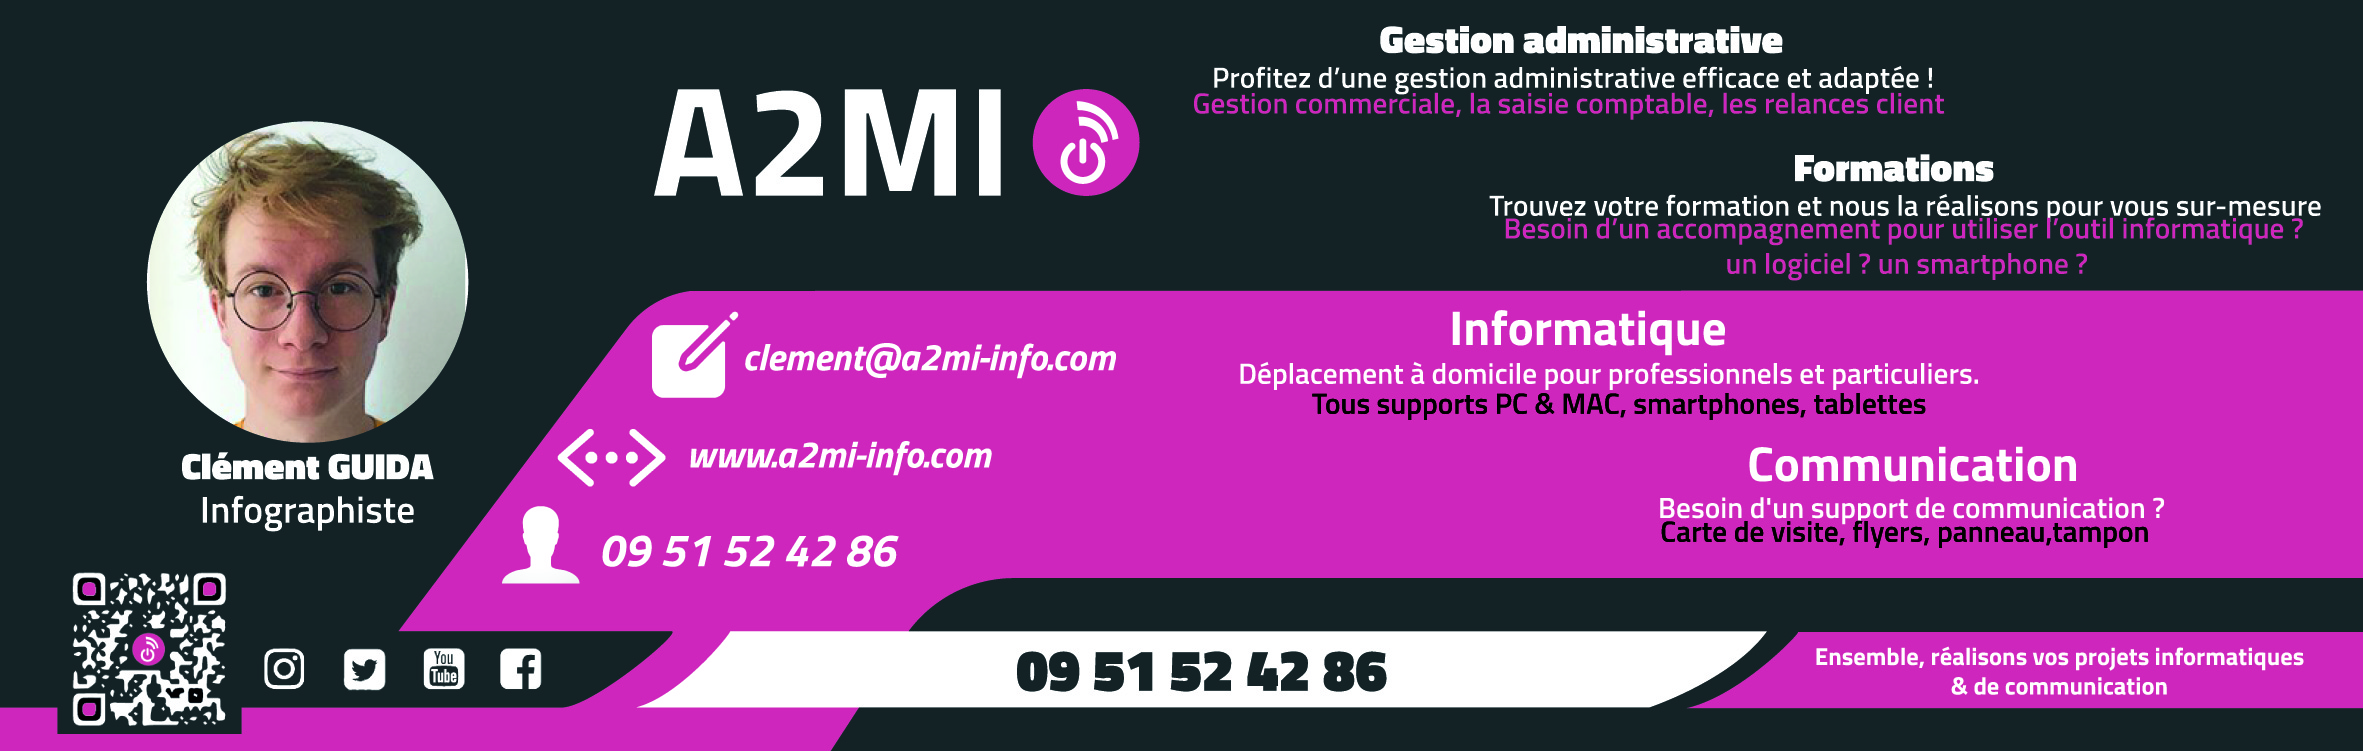 A2MI
Gestion administrative
Profitez d’une gestion administrative efficace et adaptée !
Gestion commerciale, la saisie comptable, les relances client
Formations
Trouvez votre formation et nous la réalisons pour vous sur-mesure
Besoin d’un accompagnement pour utiliser l’outil informatique ?
un logiciel ? un smartphone ?
Clément GUIDA
Infographiste
clement@a2mi-info.com
www.a2mi-info.com
09 51 52 42 86
Informatique
Déplacement à domicile pour professionnels et particuliers.
Tous supports PC & MAC, smartphones, tablettes
Communication
Besoin d'un support de communication ?
Carte de visite, flyers, panneau,tampon
You
Tube
09 51 52 42 86
Ensemble, réalisons vos projets informatiques
& de communication